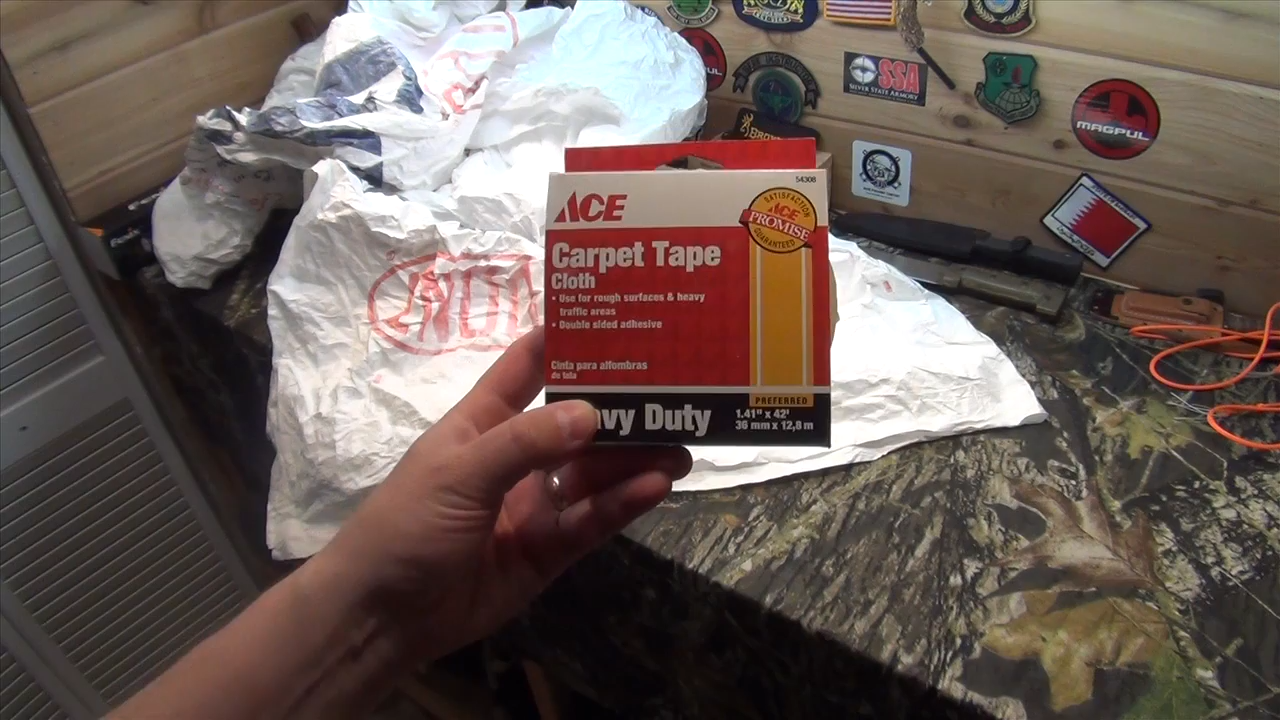 SSA
SILVER STATE ARMORY
MAGPUL
54308
ACE
SATISFACTION
ACE
PROMISE
GUARANTEED
Carpet Tape
Cloth
• Use for rough surfaces & heavy
traffic areas
• Double sided adhesive
Cinta para alfombras
de tela
PREFERRED
avy Duty
1.41" x 42'
36 mm x 12,8 m